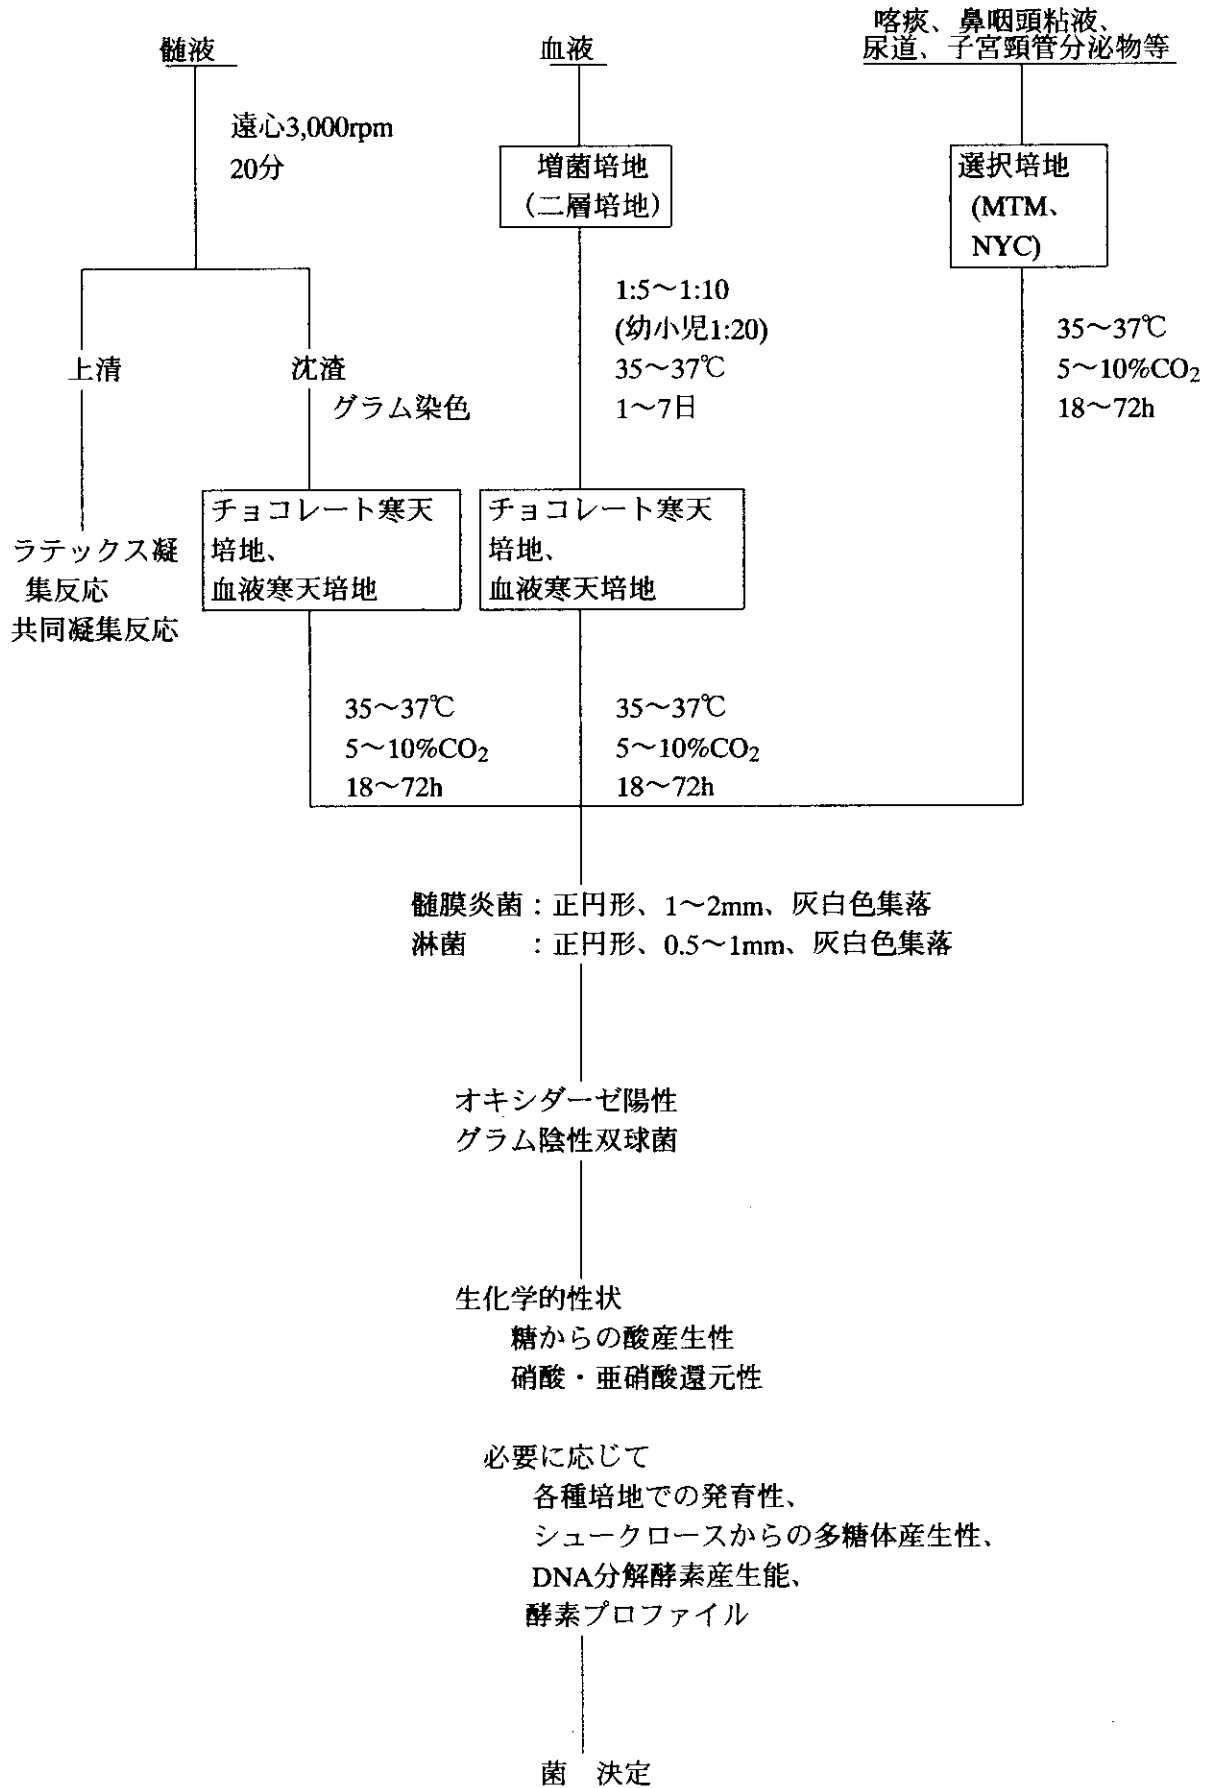 髄液
遠心3,000rpm
20分
上清
沈渣
グラム染色
ラテックス凝
集反応
共同凝集反応
チョコレート寒天
培地、
血液寒天培地
35～37℃
5～10%CO₂
18～72h
血液
増菌培地
（二層培地）
1:5～1:10
(幼小児1:20)
35～37℃
1～7日
チョコレート寒天
培地、
血液寒天培地
35～37℃
5～10%CO₂
18～72h
喀痰、鼻咽頭粘液、
尿道、子宮頸管分泌物等
選択培地
(MTM、
NYC)
35～37℃
5～10%CO₂
18～72h
髄膜炎菌：正円形、1～2mm、灰白色集落
淋菌　　：正円形、0.5～1mm、灰白色集落
オキシダーゼ陽性
グラム陰性双球菌
生化学的性状
糖からの酸産生性
硝酸・亜硝酸還元性
必要に応じて
各種培地での発育性、
シュークロースからの多糖体産生性、
DNA分解酵素産生能、
酵素プロファイル
菌　決定